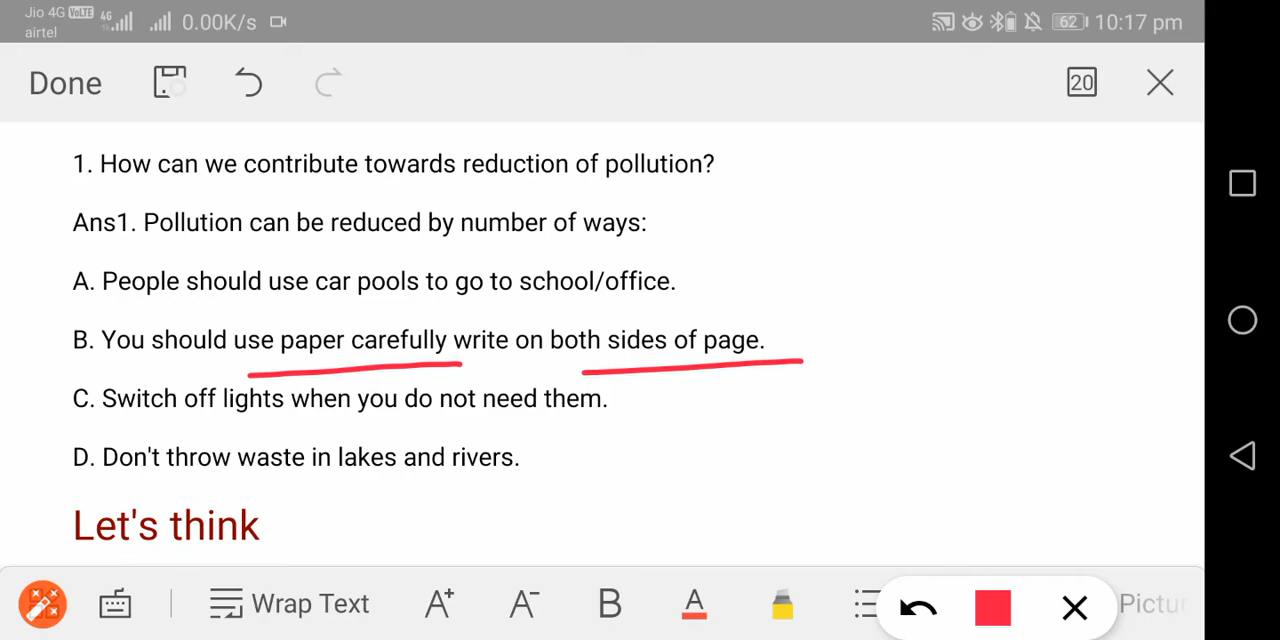 Jio 4G VoLTE 4G 0.00K/s 62 10:17 pm
airtel
Done 20
1. How can we contribute towards reduction of pollution?
Ans1. Pollution can be reduced by number of ways:
A. People should use car pools to go to school/office.
B. You should use paper carefully write on both sides of page.
C. Switch off lights when you do not need them.
D. Don't throw waste in lakes and rivers.
Let's think
Wrap Text A+ A- B A Pictur